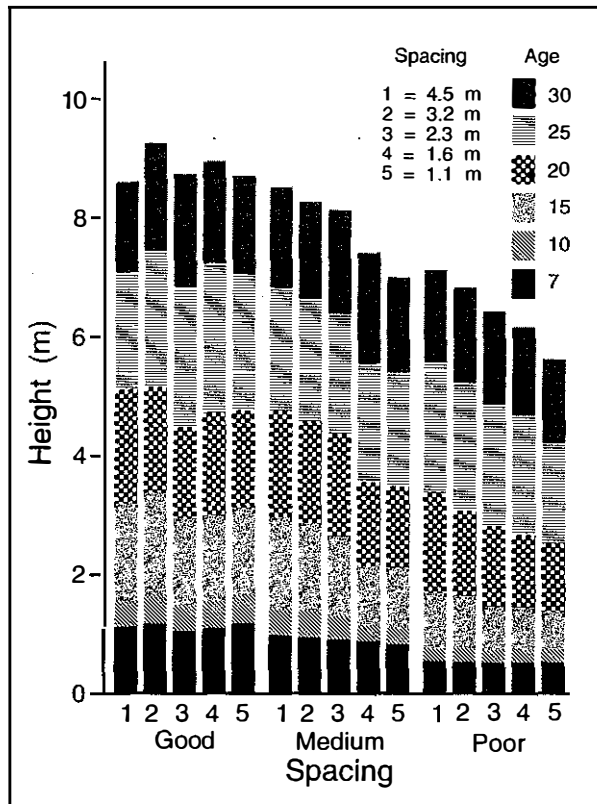 Spacing
1 = 4.5 m
2 = 3.2 m
3 = 2.3 m
4 = 1.6 m
5 = 1.1 m
Age
30
25
20
15
10
7
Height (m)
10
8
6
4
2
0
1 2 3 4 5 1 2 3 4 5 1 2 3 4 5
Good Medium Poor
Spacing